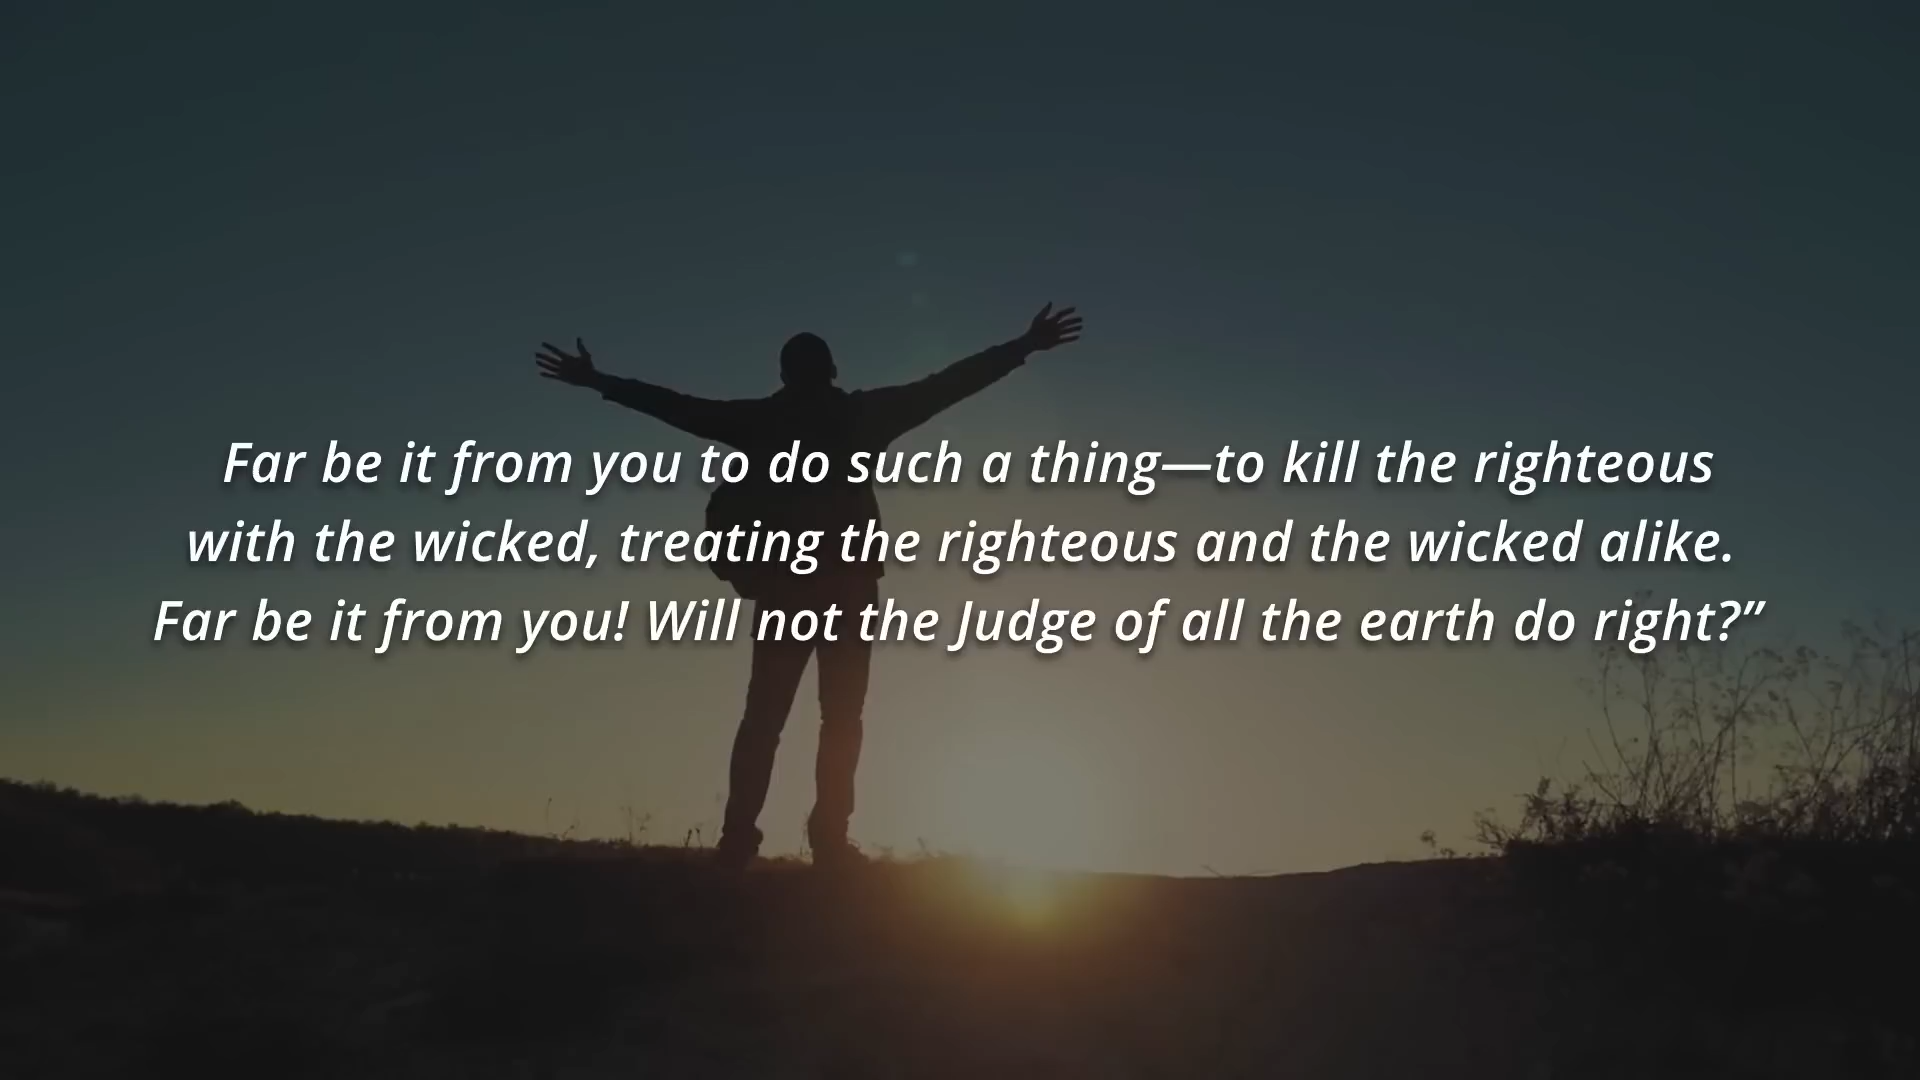 Far be it from you to do such a thing—to kill the righteous
with the wicked, treating the righteous and the wicked alike.
Far be it from you! Will not the Judge of all the earth do right?”